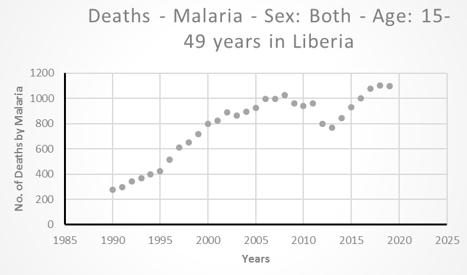 Deaths - Malaria - Sex: Both - Age: 15-
49 years in Liberia
No. of Deaths by Malaria
1200
1000
800
600
400
200
0
1985 1990 1995 2000 2005 2010 2015 2020 2025
Years